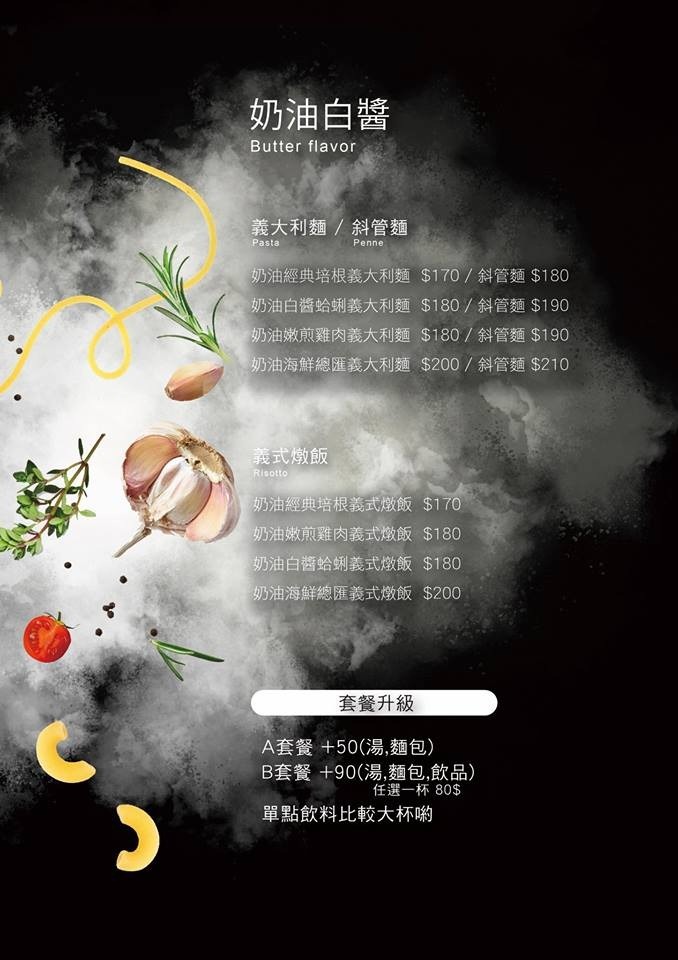 奶油白醬
Butter flavor
義大利麵 / 斜管麵
Pasta Penne
奶油經典培根義大利麵 $170 / 斜管麵 $180
奶油白醬蛤蜊義大利麵 $180 / 斜管麵 $190
奶油嫩煎雞肉義大利麵 $180 / 斜管麵 $190
奶油海鮮總匯義大利麵 $200 / 斜管麵 $210
義式燉飯
Risotto
奶油經典培根義式燉飯 $170
奶油嫩煎雞肉義式燉飯 $180
奶油白醬蛤蜊義式燉飯 $180
奶油海鮮總匯義式燉飯 $200
套餐升級
A套餐 +50(湯,麵包)
B套餐 +90(湯,麵包,飲品)
任選一杯 80$
單點飲料比較大杯喲